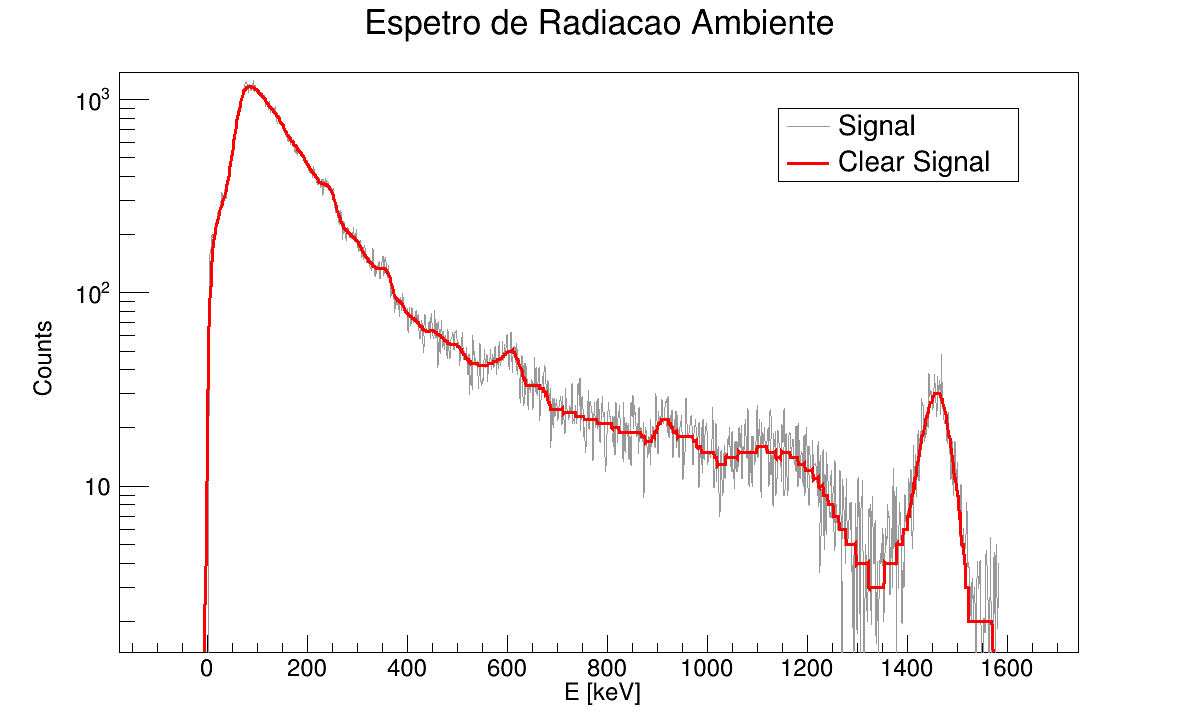 Espetro de Radiacao Ambiente
Signal
Clear Signal
10³
10²
10
Counts
0 200 400 600 800 1000 1200 1400 1600
E [keV]